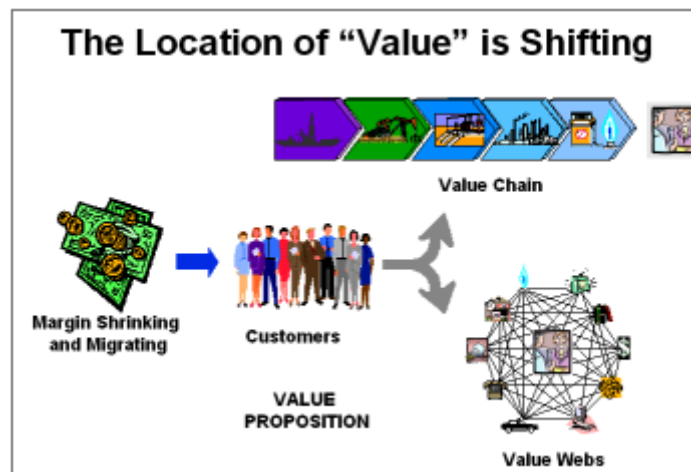 The Location of “Value” is Shifting
Value Chain
Margin Shrinking
and Migrating
Customers
VALUE
PROPOSITION
Value Webs